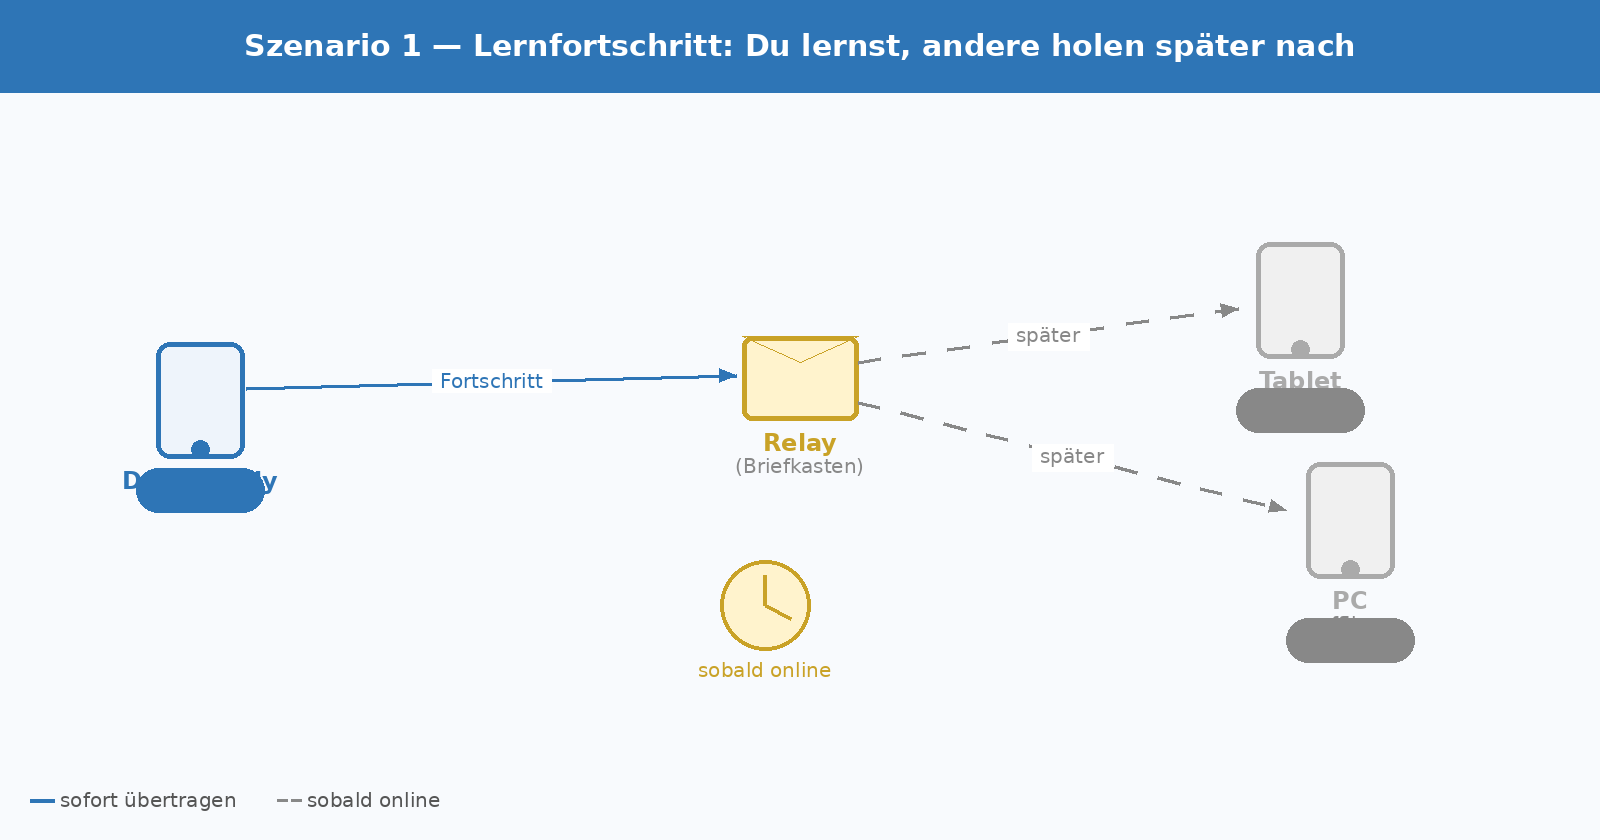 Szenario 1 — Lernfortschritt: Du lernst, andere holen später nach
Fortschritt
Relay
(Briefkasten)
später
Tablet
später
PC
sobald online
sofort übertragen
sobald online